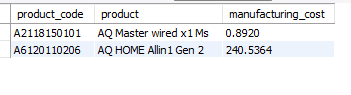 product_code product manufacturing_cost
A2118150101 AQ Master wired x1 Ms 0.8920
A6120110206 AQ HOME Allin1 Gen 2 240.5364